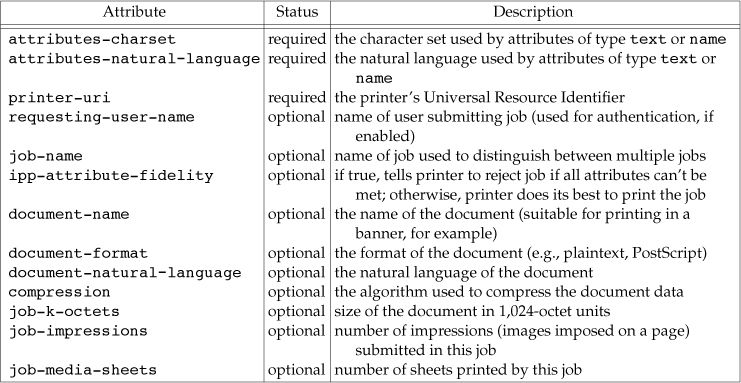 Attribute Status Description
attributes-charset required the character set used by attributes of type text or name
attributes-natural-language required the natural language used by attributes of type text or
name
printer-uri required the printer's Universal Resource Identifier
requesting-user-name optional name of user submitting job (used for authentication, if
enabled)
job-name optional name of job used to distinguish between multiple jobs
ipp-attribute-fidelity optional if true, tells printer to reject job if all attributes can't be
met; otherwise, printer does its best to print the job
document-name optional the name of the document (suitable for printing in a
banner, for example)
document-format optional the format of the document (e.g., plaintext, PostScript)
document-natural-language optional the natural language of the document
compression optional the algorithm used to compress the document data
job-k-octets optional size of the document in 1,024-octet units
job-impressions optional number of impressions (images imposed on a page)
submitted in this job
job-media-sheets optional number of sheets printed by this job